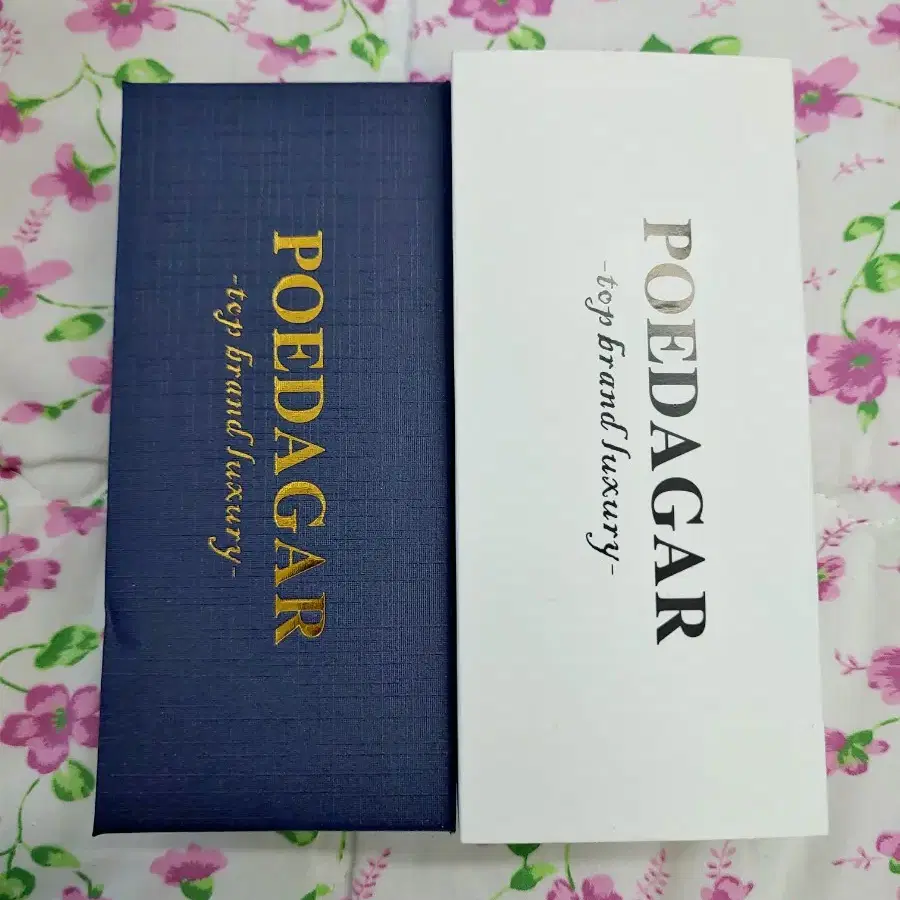 POEDAGAR
-top brand luxury-
POEDAGAR
-top brand luxury-